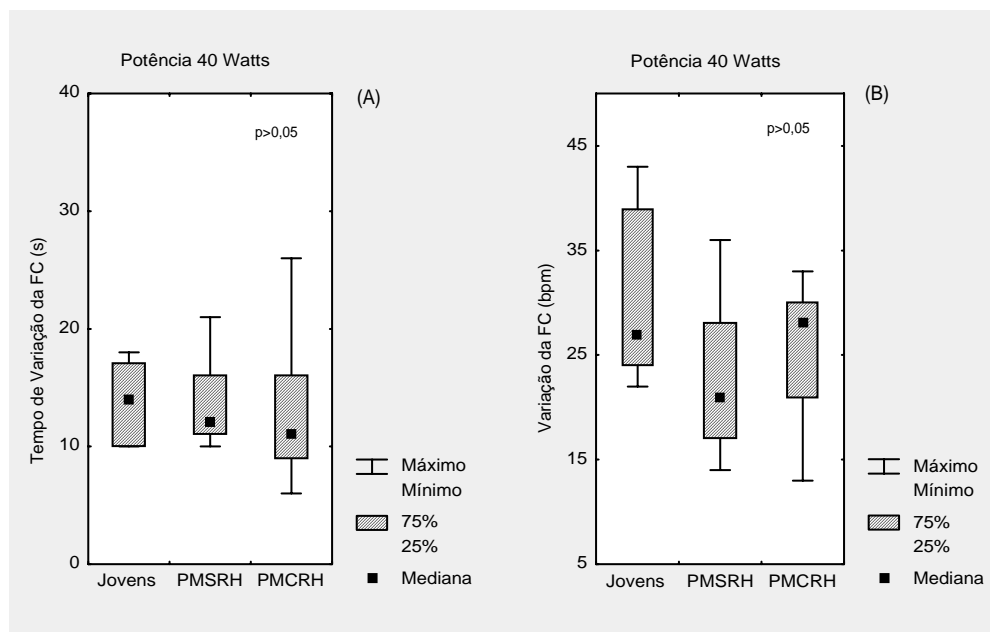 Potência 40 Watts
(A)
p>0,05
Tempo de Variação da FC (s)
40
30
20
10
0
Jovens PMSRH PMCRH
Máximo
Mínimo
75%
25%
Mediana
Potência 40 Watts
(B)
p>0,05
Variação da FC (bpm)
45
35
25
15
5
Jovens PMSRH PMCRH
Máximo
Mínimo
75%
25%
Mediana